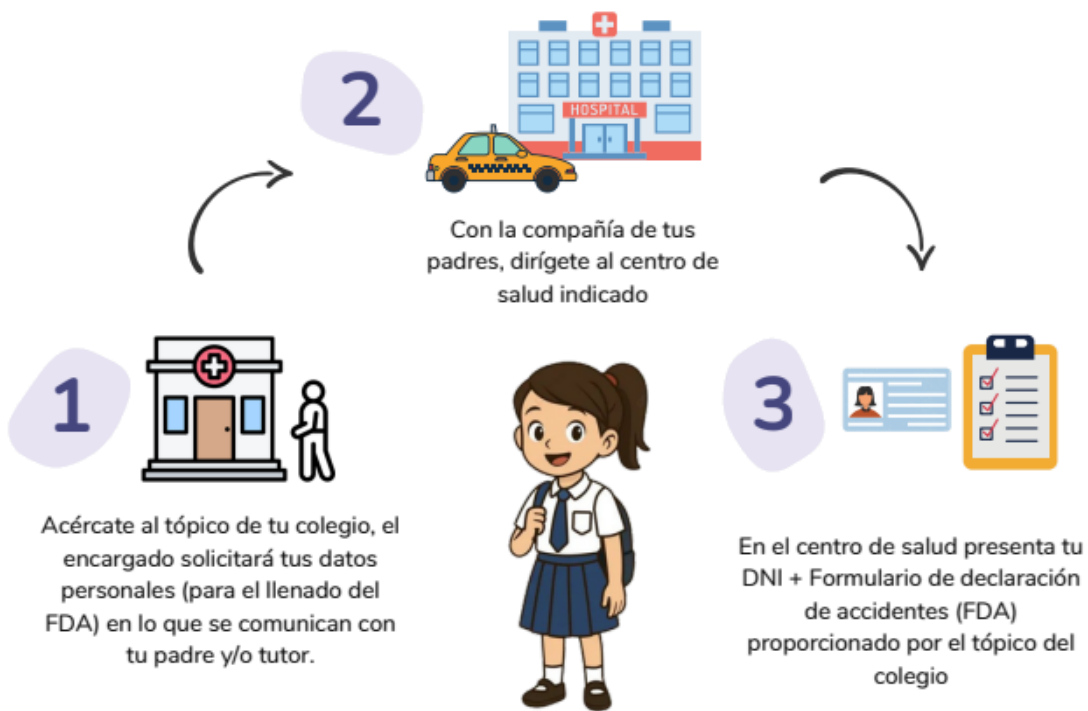 1
Acércate al tópico de tu colegio, el
encargado solicitará tus datos
personales (para el llenado del
FDA) en lo que se comunican con
tu padre y/o tutor.
2
HOSPITAL
Con la compañía de tus
padres, dirígete al centro de
salud indicado
3
En el centro de salud presenta tu
DNI + Formulario de declaración
de accidentes (FDA)
proporcionado por el tópico del
colegio